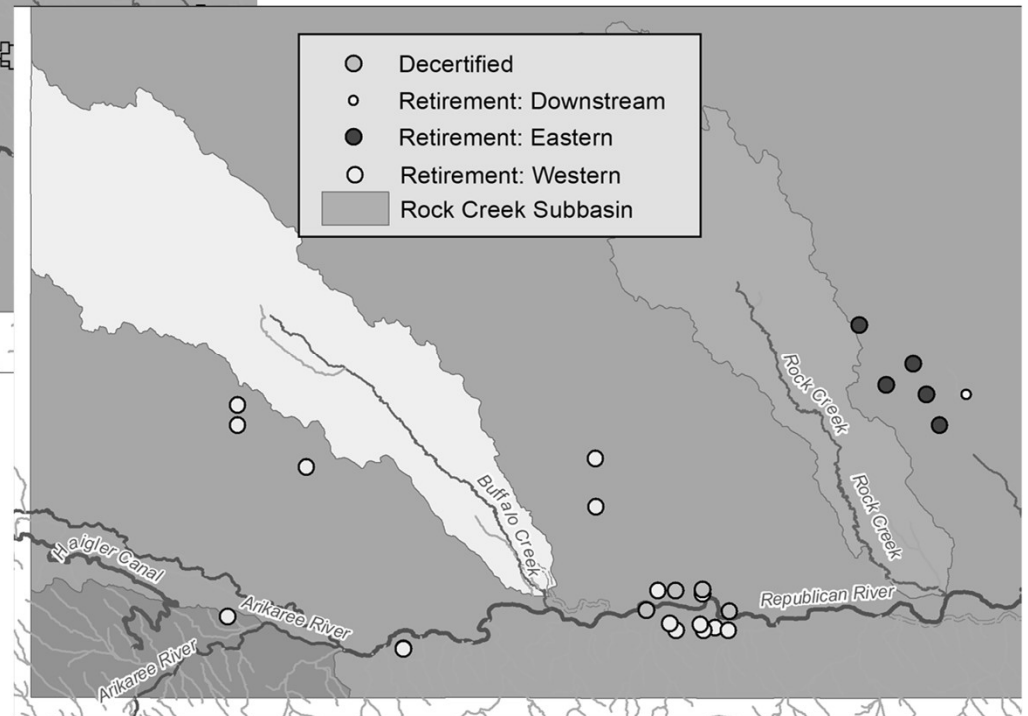 Decertified
Retirement: Downstream
Retirement: Eastern
Retirement: Western
Rock Creek Subbasin
Rock Creek
Buffalo Creek
Rock Creek
Haigler Canal
Arikaree River
Republican River
Arikaree River